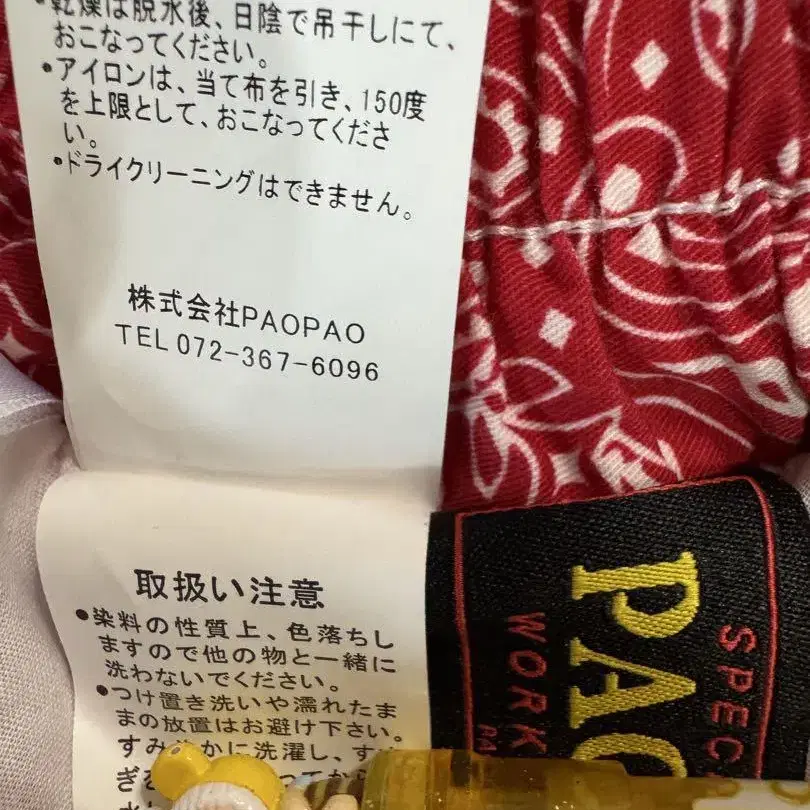 ・乾燥は脱水後、日陰で吊干しにて、
おこなってください。
・アイロンは、当て布を引き、150度
を上限として、おこなってくださ
い。
・ドライクリーニングはできません。
株式会社PAOPAO
TEL 072-367-6096
取扱い注意
・染料の性質上、色落ちし
ますので他の物と一緒に
洗わないでください。
・つけ置き洗いや濡れたま
まの放置はお避け下さい。
すみ かに洗濯し、す
SPEC
PAO
WORK
PA